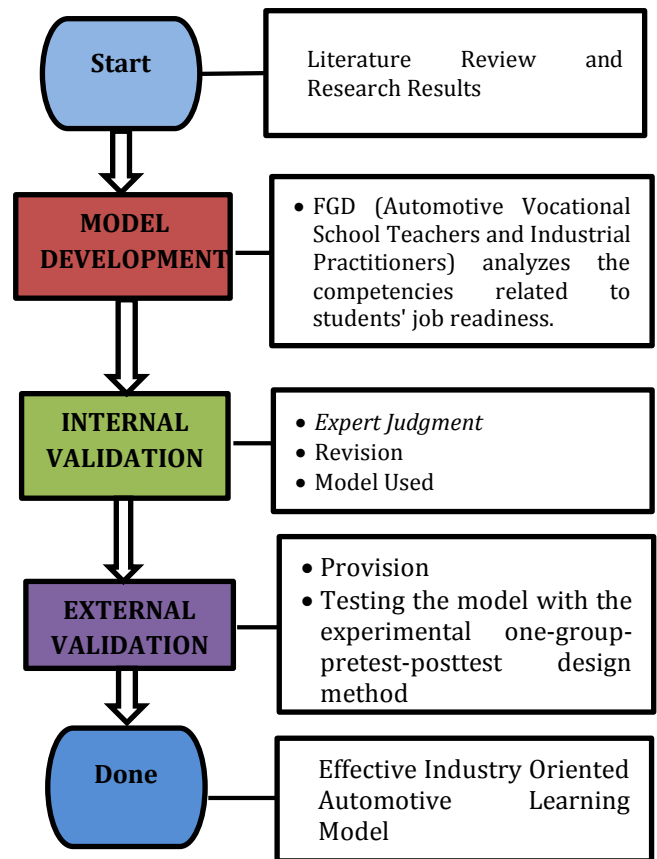 Start
Literature Review and
Research Results
MODEL
DEVELOPMENT
• FGD (Automotive Vocational
School Teachers and Industrial
Practitioners) analyzes the
competencies related to
students' job readiness.
INTERNAL
VALIDATION
• Expert Judgment
• Revision
• Model Used
EXTERNAL
VALIDATION
• Provision
• Testing the model with the
experimental one-group-
pretest-posttest design
method
Done
Effective Industry Oriented
Automotive Learning
Model